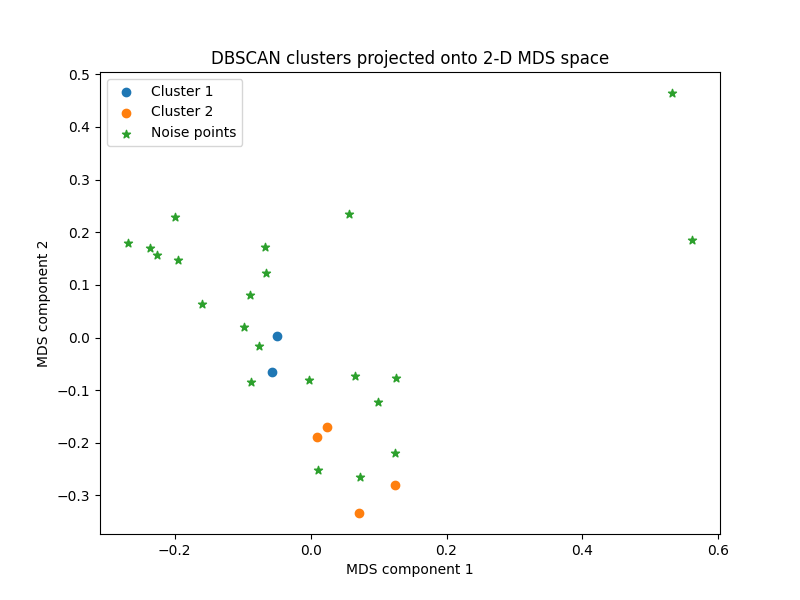 DBSCAN clusters projected onto 2-D MDS space
Cluster 1
Cluster 2
Noise points
0.5
0.4
0.3
0.2
0.1
0.0
−0.1
−0.2
−0.3
MDS component 2
−0.2
0.0
0.2
0.4
0.6
MDS component 1